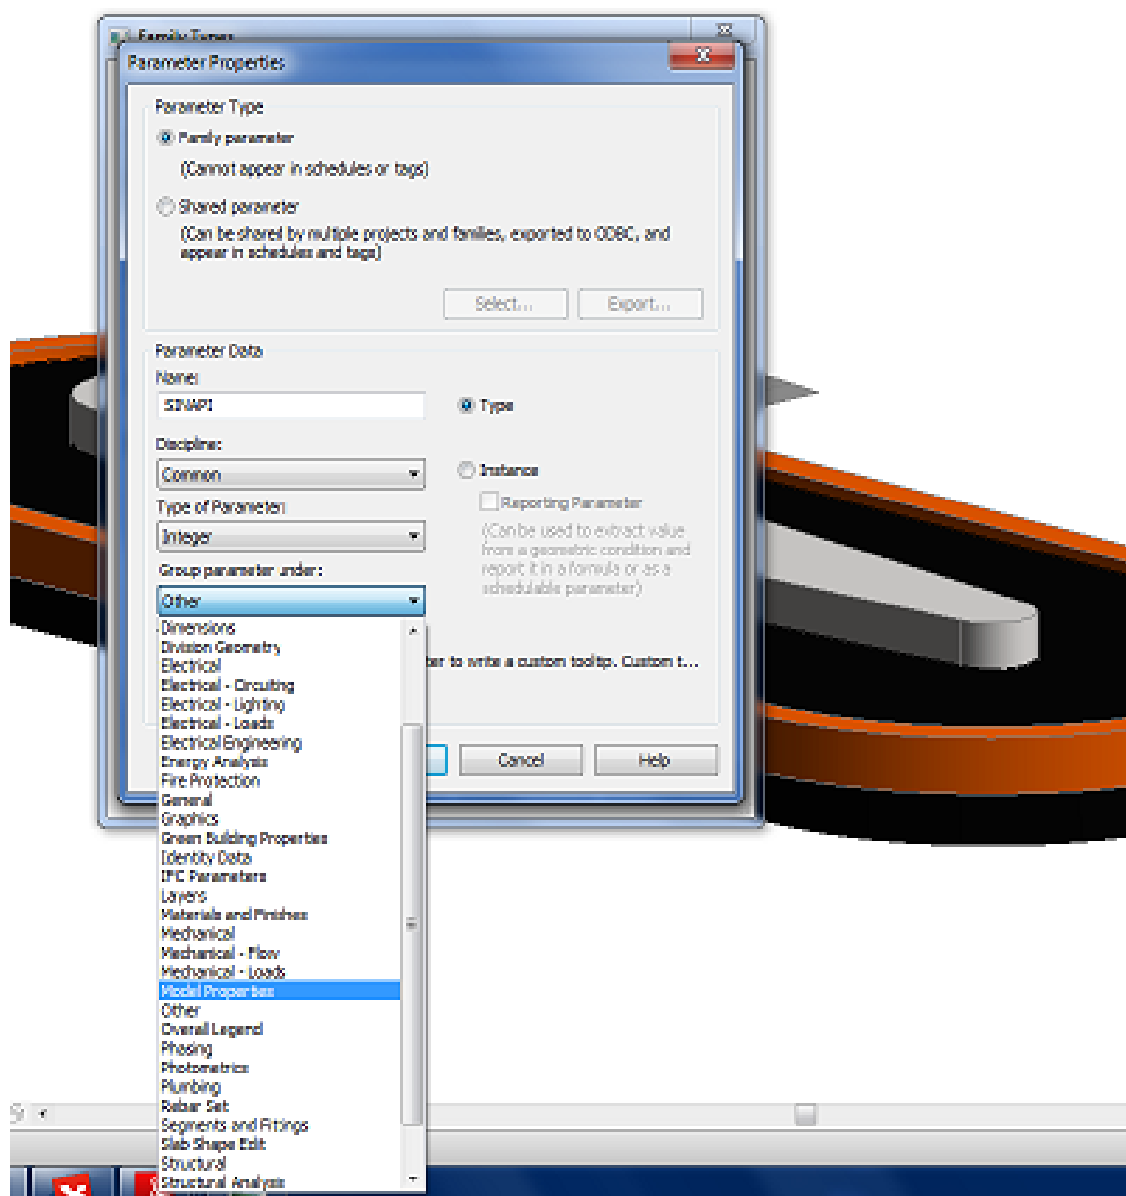 Family Types
Parameter Properties
Parameter Type
Family parameter
(Cannot appear in schedules or tags)
Shared parameter
(Can be shared by multiple projects and families, exported to ODBC, and
appear in schedules and tags)
Select...
Export...
Parameter Data
Name:
SINAPI
Type
Discipline:
Common
Instance
Type of Parameter:
Reporting Parameter
Integer
(Can be used to extract value
from a geometric condition and
report it in a formula or as a
schedulable parameter)
Group parameter under:
Other
Dimensions
Division Geometry
Electrical
er to write a custom tooltip. Custom t...
Electrical - Circuiting
Electrical - Lighting
Electrical - Loads
Electrical Engineering
Energy Analysis
Cancel
Help
Fire Protection
General
Graphics
Green Building Properties
Identity Data
IFC Parameters
Layers
Materials and Finishes
Mechanical
Mechanical - Flow
Mechanical - Loads
Model Properties
Other
Overall Legend
Phasing
Photometrics
Plumbing
Rebar Set
Segments and Fittings
Slab Shape Edit
Structural
Structural Analysis